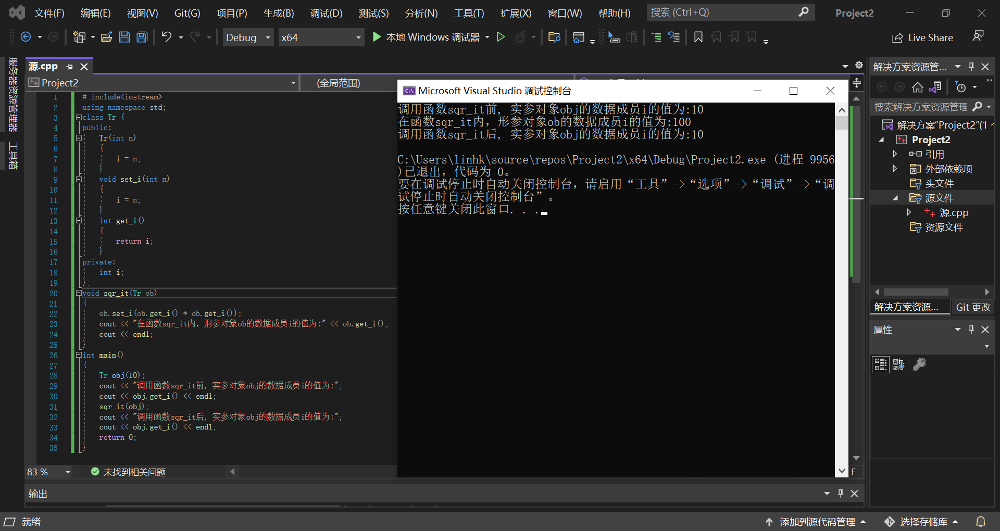 文件(F) 编辑(E) 视图(V) Git(G) 项目(P) 生成(B) 调试(D) 测试(S) 分析(N) 工具(T) 扩展(X) 窗口(W) 帮助(H) 搜索 (Ctrl+Q) Project2
Debug x64 本地 Windows 调试器 Live Share
服务器资源管理器
工具箱
源.cpp
Project2 (全局范围)
1 # include<iostream>
2 using namespace std;
3 class Tr {
4 public:
5 Tr(int n)
6 {
7 i = n;
8 }
9 void set_i(int n)
10 {
11 i = n;
12 }
13 int get_i()
14 {
15 return i;
16 }
17 private:
18 int i;
19 };
20 void sqr_it(Tr ob)
21 {
22 ob.set_i(ob.get_i() * ob.get_i());
23 cout << "在函数sqr_it内，形参对象ob的数据成员i的值为:" << ob.get_i();
24 cout << endl;
25 }
26 int main()
27 {
28 Tr obj(10);
29 cout << "调用函数sqr_it前，实参对象obj的数据成员i的值为:";
30 cout << obj.get_i() << endl;
31 sqr_it(obj);
32 cout << "调用函数sqr_it后，实参对象obj的数据成员i的值为:";
33 cout << obj.get_i() << endl;
34 return 0;
35 }
83 % 未找到相关问题
LF
输出
Microsoft Visual Studio 调试控制台
调用函数sqr_it前，实参对象obj的数据成员i的值为:10
在函数sqr_it内，形参对象ob的数据成员i的值为:100
调用函数sqr_it后，实参对象obj的数据成员i的值为:10
C:\Users\linhk\source\repos\Project2\x64\Debug\Project2.exe (进程 9956
)已退出，代码为 0。
要在调试停止时自动关闭控制台，请启用“工具”->“选项”->“调试”->“调
试停止时自动关闭控制台”。
按任意键关闭此窗口. . .
解决方案资源管...
搜索解决方案资源管理
解决方案"Project2"(1
Project2
引用
外部依赖项
头文件
源文件
源.cpp
资源文件
解决方案资源... Git 更改
属性
就绪 添加到源代码管理 选择存储库